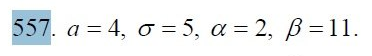 557. a = 4, σ = 5, α = 2, β = 11.